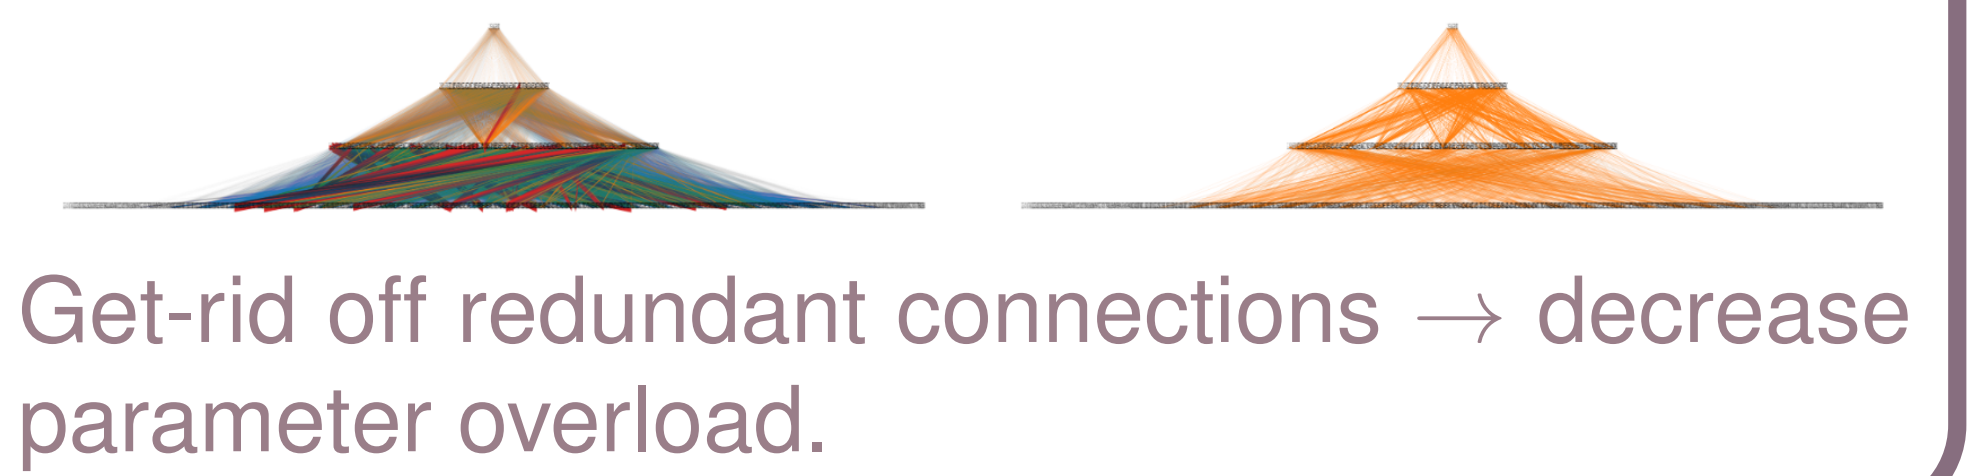 Get-rid off redundant connections → decrease
parameter overload.